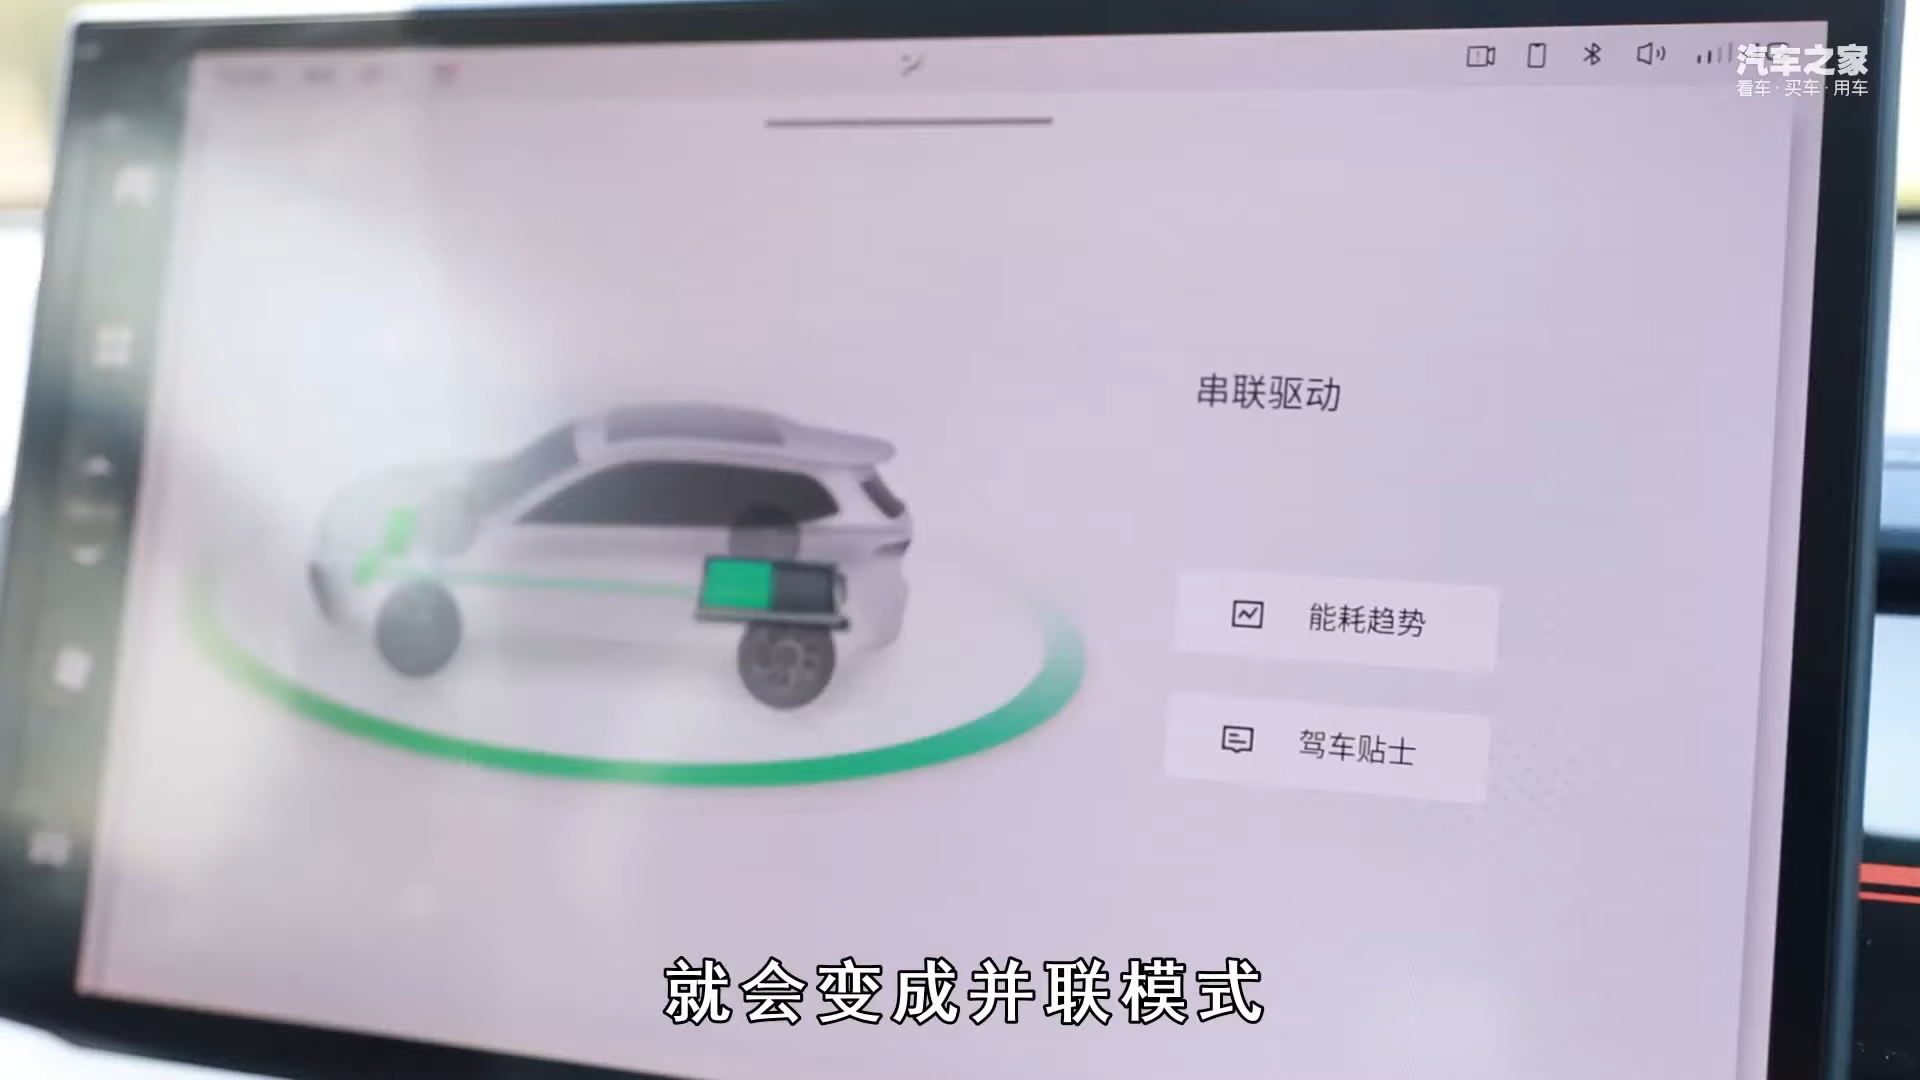 汽车之家
看车·买车·用车
串联驱动
能耗趋势
驾车贴士
就会变成并联模式